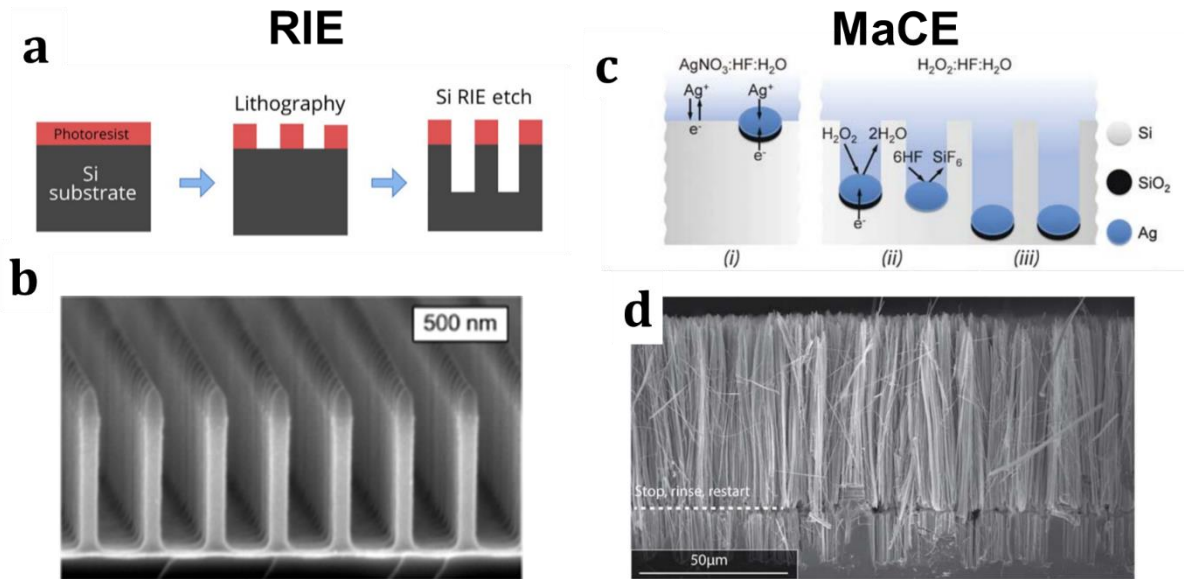 RIE
a
Photoresist
Si
substrate
Lithography
Si RIE etch
b
500 nm
MaCE
c
AgNO₃:HF:H₂O
H₂O₂:HF:H₂O
Ag⁺
Ag⁺
e⁻
e⁻
H₂O₂
2H₂O
6HF
SiF₆
e⁻
(i)
(ii)
(iii)
Si
SiO₂
Ag
d
Stop, rinse, restart
50μm